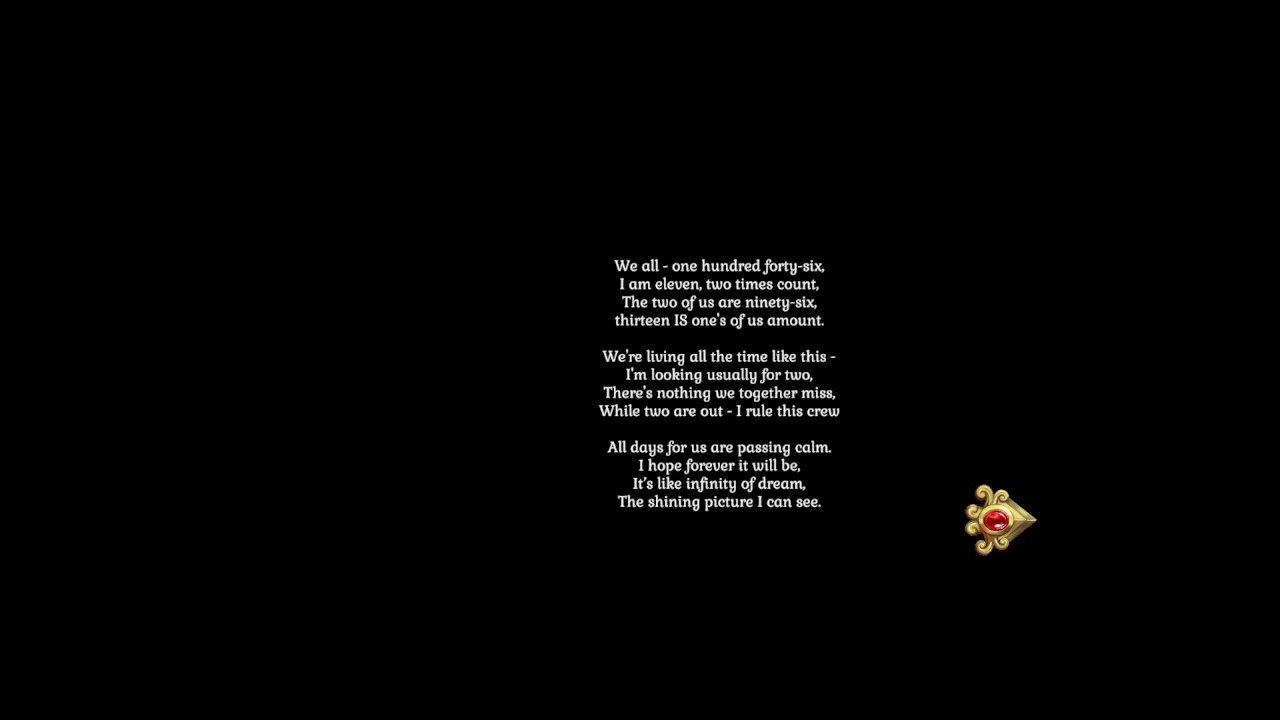 We all - one hundred forty-six,
I am eleven, two times count,
The two of us are ninety-six,
thirteen IS one's of us amount.
We're living all the time like this -
I'm looking usually for two,
There's nothing we together miss,
While two are out - I rule this crew
All days for us are passing calm.
I hope forever it will be,
It's like infinity of dream,
The shining picture I can see.